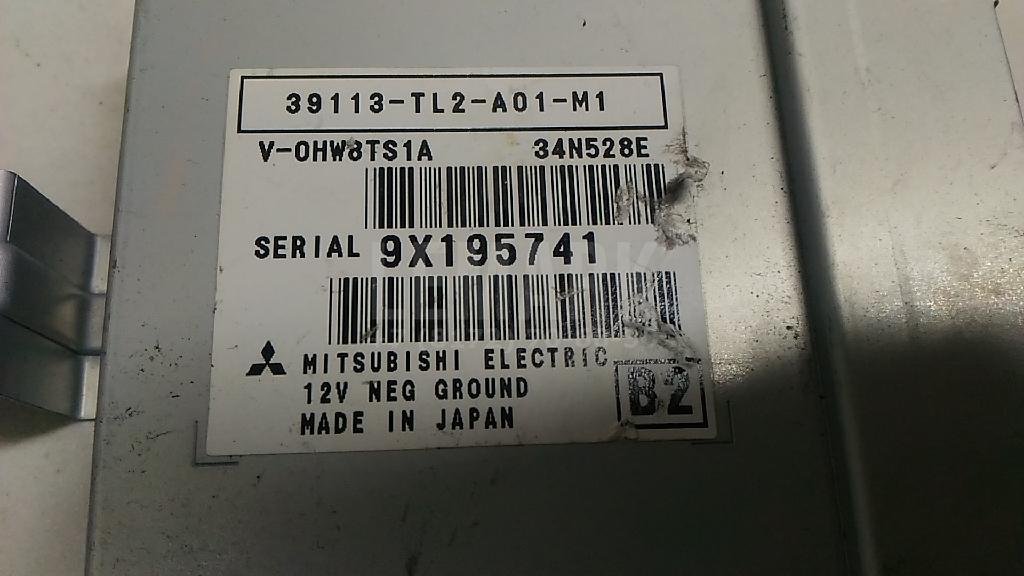 39113-TL2-A01-M1
V-0HW8TS1A 34N528E
SERIAL 9X195741
MITSUBISHI ELECTRIC
12V NEG GROUND
B2
MADE IN JAPAN